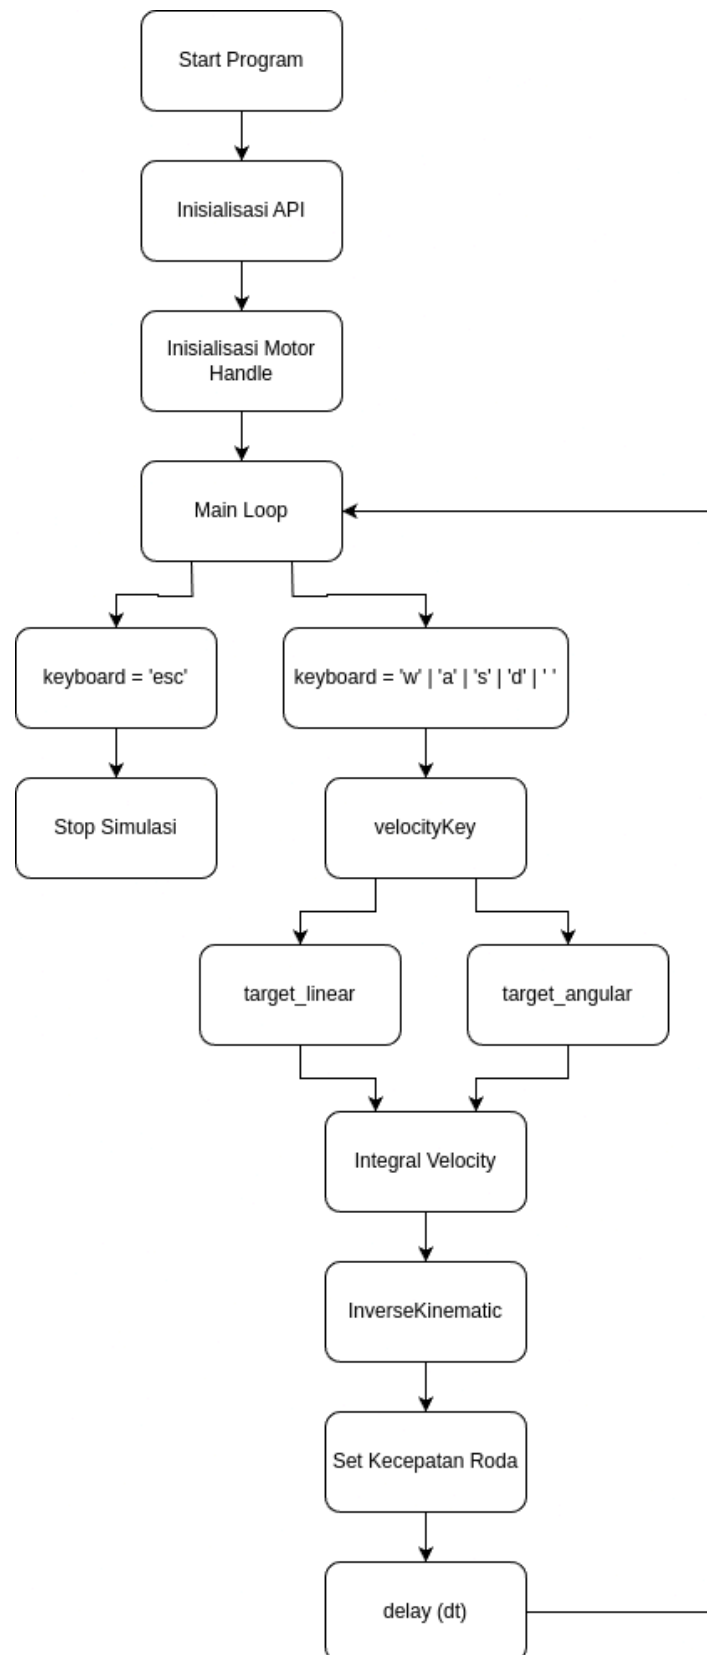 Start Program
Inisialisasi API
Inisialisasi Motor
Handle
Main Loop
keyboard = 'esc'
keyboard = 'w' | 'a' | 's' | 'd' | ' '
Stop Simulasi
velocityKey
target_linear
target_angular
Integral Velocity
InverseKinematic
Set Kecepatan Roda
delay (dt)